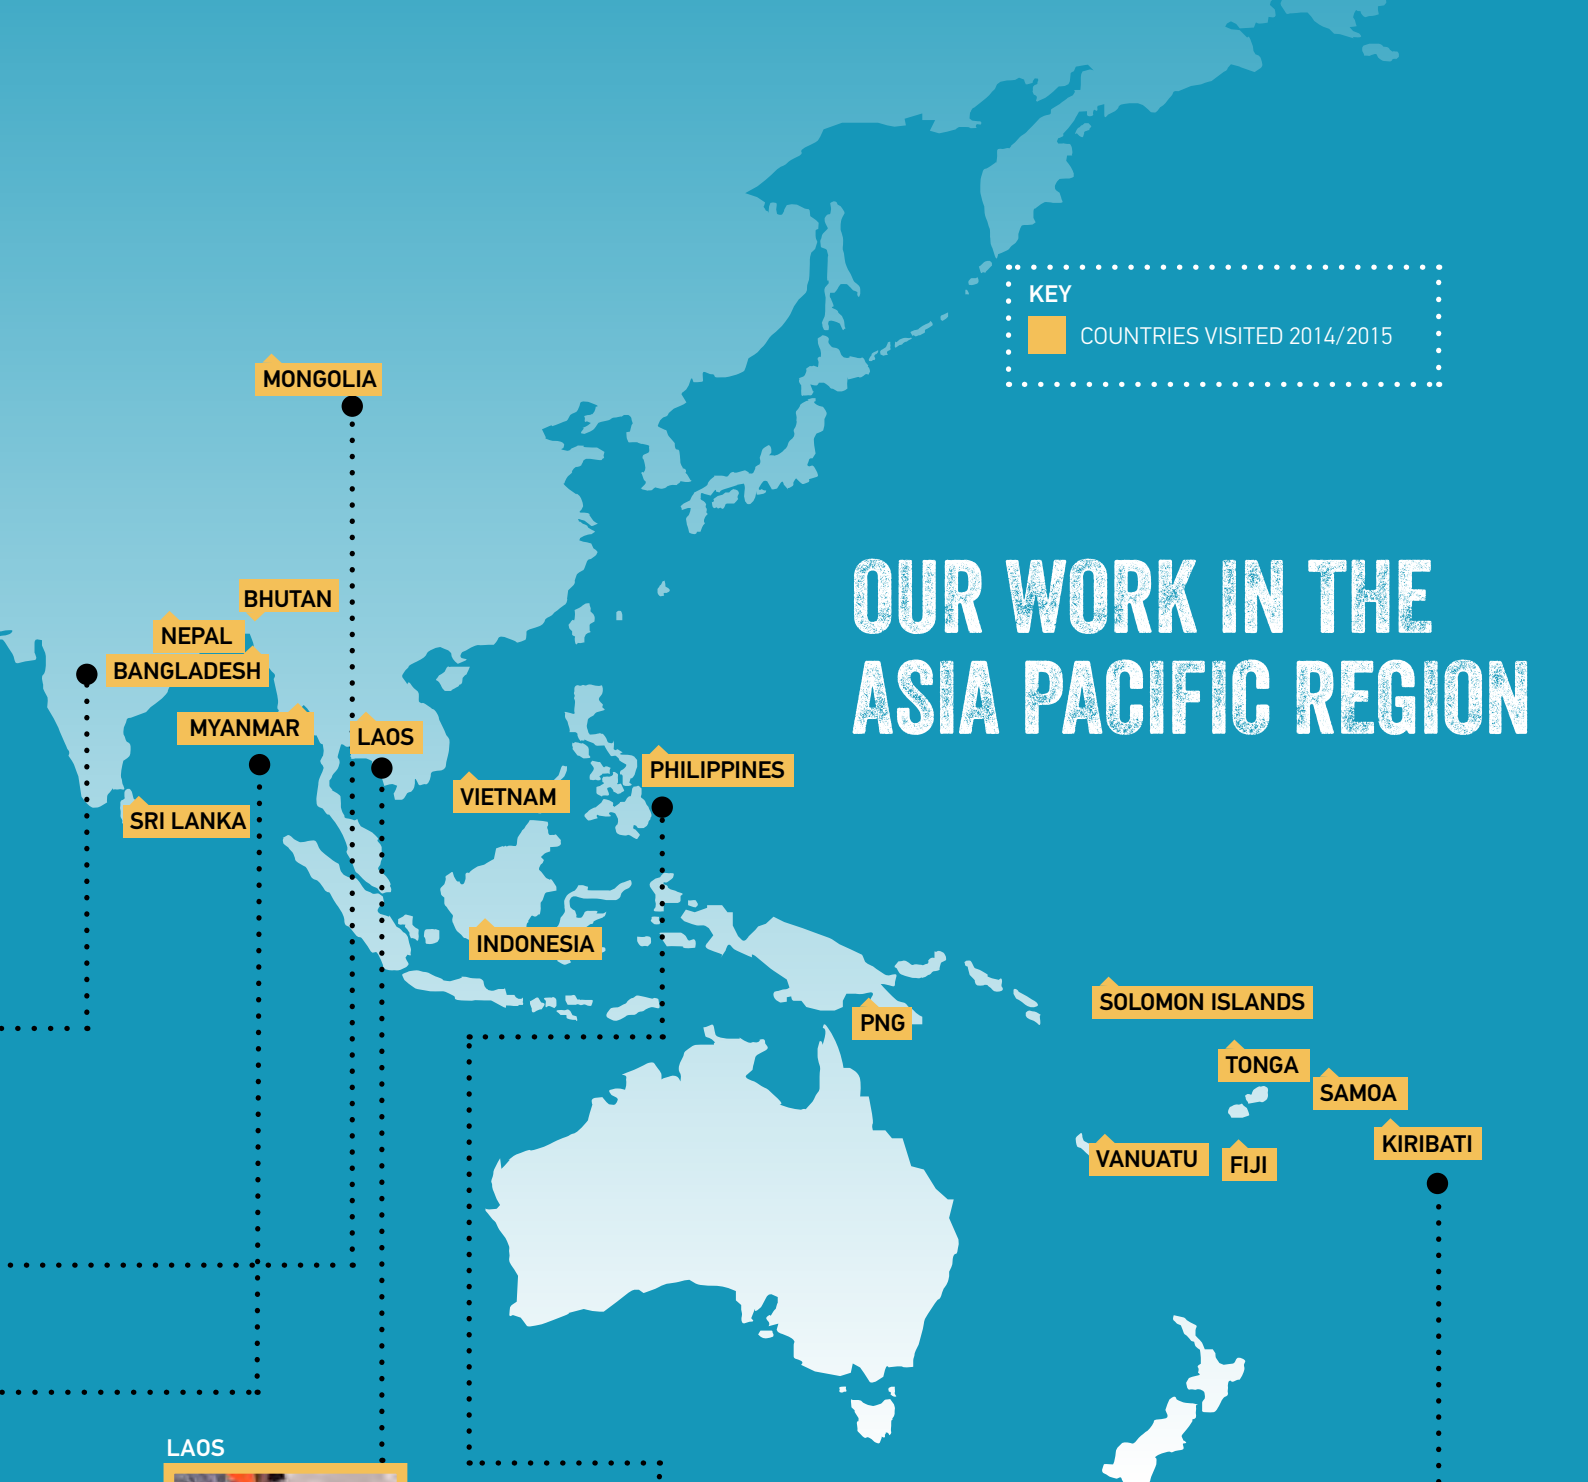 KEY
COUNTRIES VISITED 2014/2015
MONGOLIA
OUR WORK IN THE
ASIA PACIFIC REGION
BHUTAN
NEPAL
BANGLADESH
MYANMAR
LAOS
PHILIPPINES
VIETNAM
SRI LANKA
INDONESIA
SOLOMON ISLANDS
PNG
TONGA
SAMOA
KIRIBATI
VANUATU
FIJI
LAOS